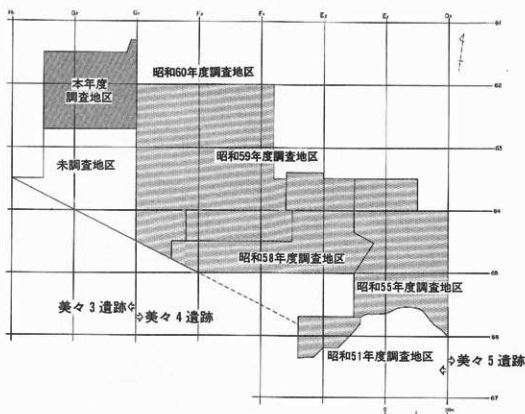 61
昭和60年度調査地区
本年度
調査地区
62
昭和59年度調査地区
63
未調査地区
64
昭和58年度調査地区
65
昭和55年度調査地区
美々3遺跡
美々4遺跡
66
昭和51年度調査地区
美々5遺跡
67